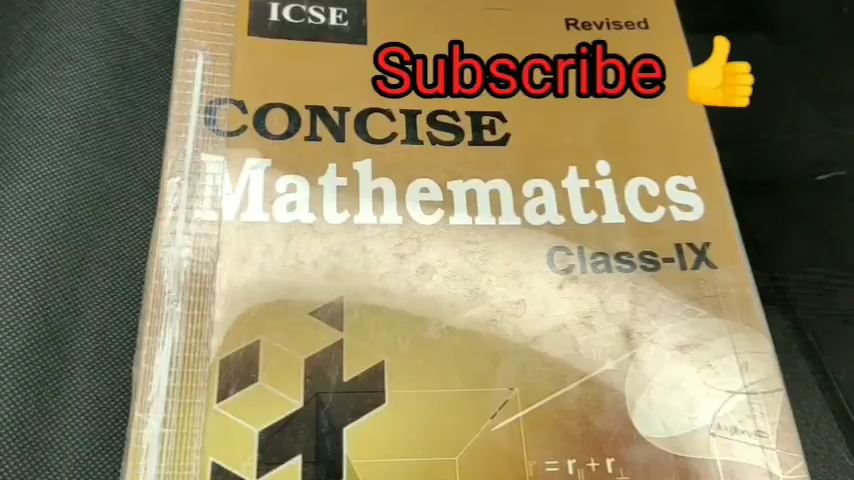 ICSE
Revised
Subscribe
CONCISE
Mathematics
Class-IX
r = r∥ + r⊥